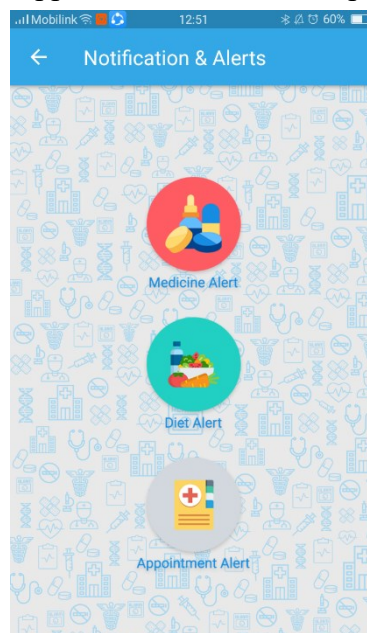 Mobilink 12:51 60%
Notification & Alerts
Medicine Alert
Diet Alert
Appointment Alert